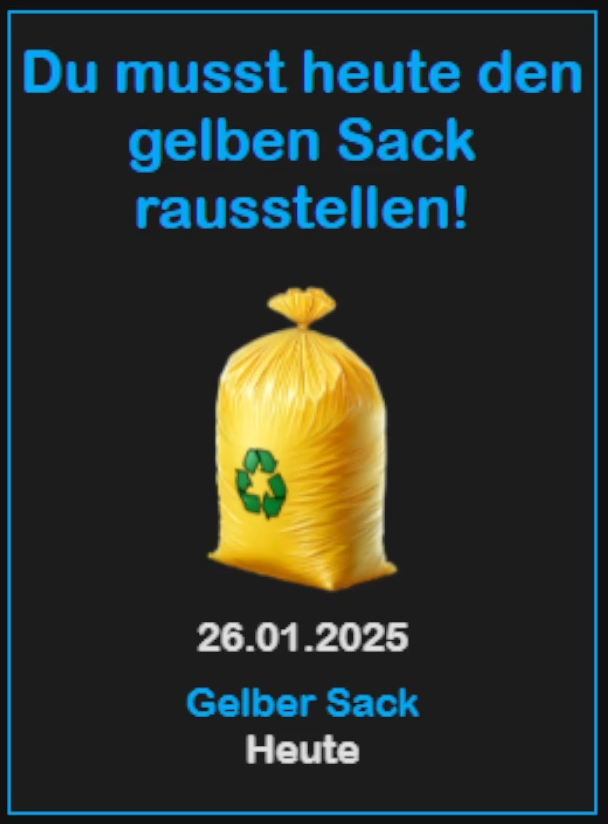 Du musst heute den
gelben Sack
rausstellen!
26.01.2025
Gelber Sack
Heute